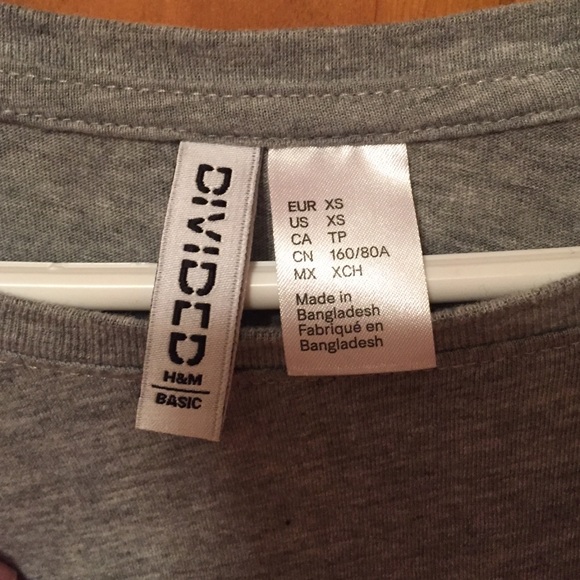 DIVIDED
H&M
BASIC
EUR XS
US XS
CA TP
CN 160/80A
MX XCH
Made in
Bangladesh
Fabriqué en
Bangladesh